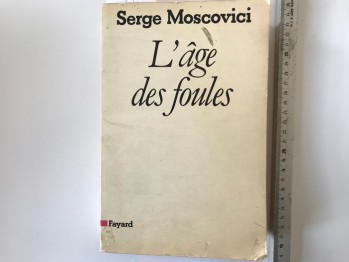 Serge Moscovici
L'âge
des foules
Fayard